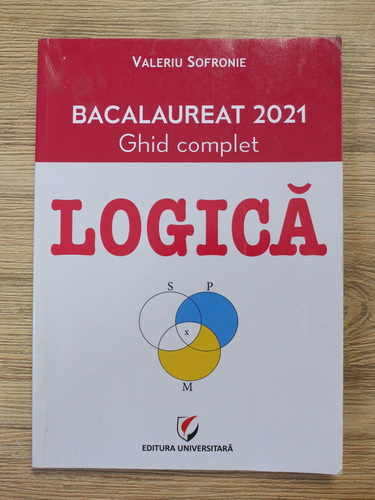 VALERIU SOFRONIE
BACALAUREAT 2021
Ghid complet
LOGICĂ
S P
x
M
EDITURA UNIVERSITARĂ